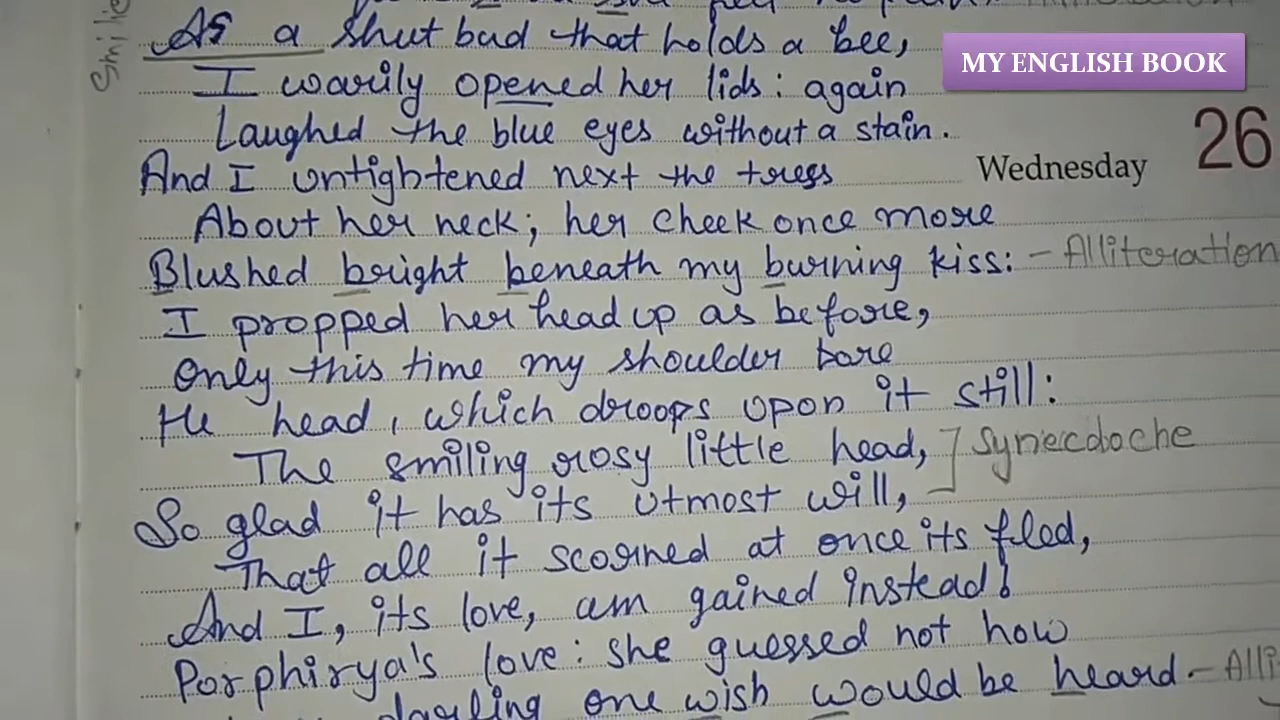 As a shut bud that holds a bee,
MY ENGLISH BOOK
I warily opened her lids: again
Laughed the blue eyes without a stain.
Wednesday 26
And I untightened next the tress
About her neck; her cheek once more
Blushed bright beneath my burning kiss: - Alliteration
I propped her head up as before,
Only this time my shoulder bore
He head, which droops upon it still:
The smiling rosy little head, ] Synecdoche
So glad it has its utmost will,
That all it scorned at once its fled,
And I, its love, am gained instead!
Porphirya's love: she guessed not how
darling one wish would be heard. - Alli